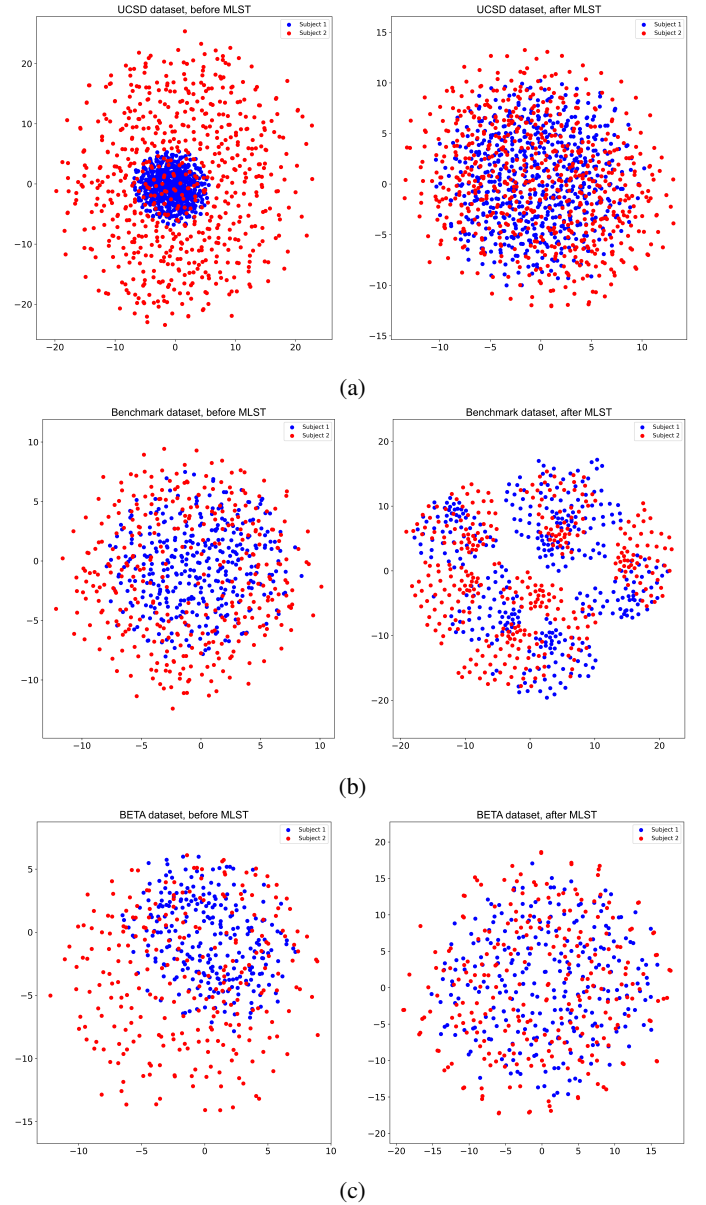 UCSD dataset, before MLST
Subject 1
Subject 2
20
10
0
−10
−20
−20 −10 0 10 20
UCSD dataset, after MLST
Subject 1
Subject 2
15
10
5
0
−5
−10
−15
−10 −5 0 5 10
(a)
Benchmark dataset, before MLST
Subject 1
Subject 2
10
5
0
−5
−10
−10 −5 0 5 10
Benchmark dataset, after MLST
Subject 1
Subject 2
20
10
0
−10
−20
−20 −10 0 10 20
(b)
BETA dataset, before MLST
Subject 1
Subject 2
5
0
−5
−10
−15
−10 −5 0 5 10
BETA dataset, after MLST
Subject 1
Subject 2
20
15
10
5
0
−5
−10
−15
−20
−20 −15 −10 −5 0 5 10 15
(c)